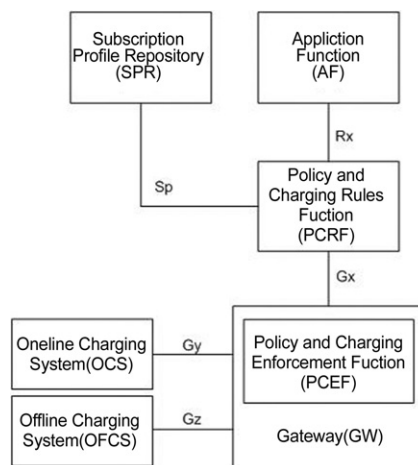 Subscription
Profile Repository
(SPR)
Appliction
Function
(AF)
Rx
Sp
Policy and
Charging Rules
Fuction
(PCRF)
Gx
Oneline Charging
System(OCS)
Gy
Policy and Charging
Enforcement Fuction
(PCEF)
Offline Charging
System(OFCS)
Gz
Gateway(GW)